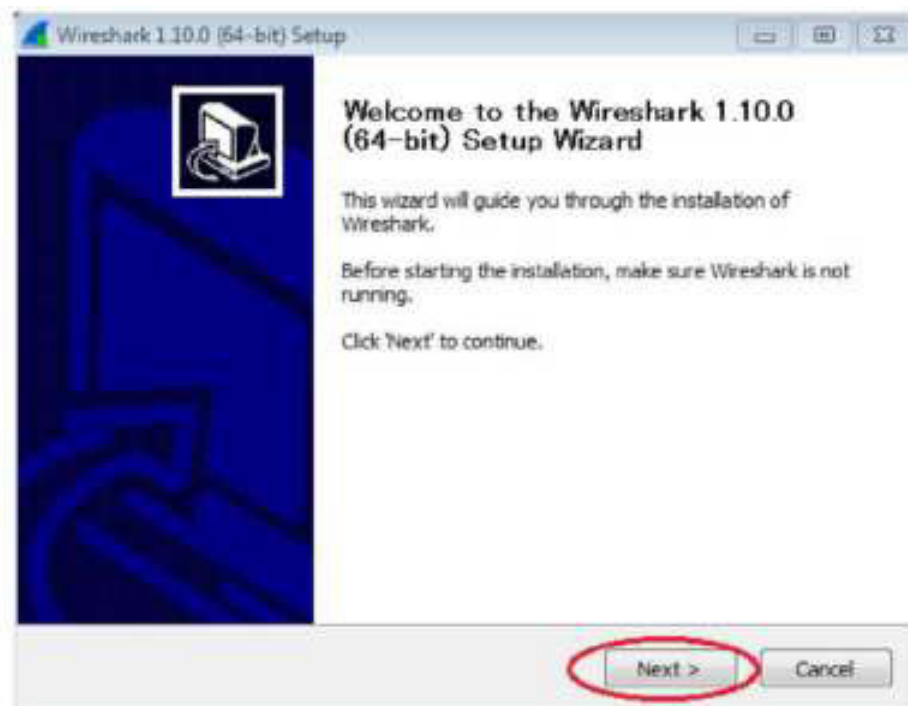 Wireshark 1.10.0 (64-bit) Setup
Welcome to the Wireshark 1.10.0
(64-bit) Setup Wizard
This wizard will guide you through the installation of
Wireshark.
Before starting the installation, make sure Wireshark is not
running.
Click 'Next' to continue.
Next >
Cancel